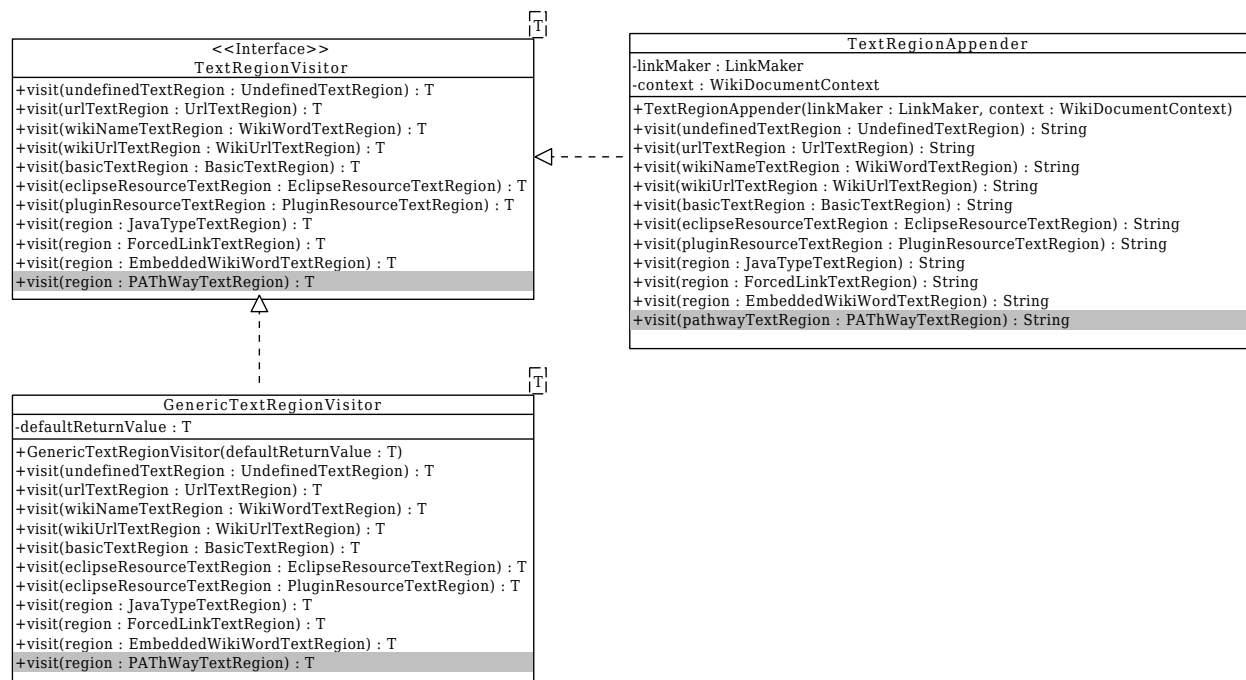 T
<<Interface>>
TextRegionVisitor
+visit(undefinedTextRegion : UndefinedTextRegion) : T
+visit(urlTextRegion : UrlTextRegion) : T
+visit(wikiNameTextRegion : WikiWordTextRegion) : T
+visit(wikiUrlTextRegion : WikiUrlTextRegion) : T
+visit(basicTextRegion : BasicTextRegion) : T
+visit(eclipseResourceTextRegion : EclipseResourceTextRegion) : T
+visit(pluginResourceTextRegion : PluginResourceTextRegion) : T
+visit(region : JavaTypeTextRegion) : T
+visit(region : ForcedLinkTextRegion) : T
+visit(region : EmbeddedWikiWordTextRegion) : T
+visit(region : PAThWayTextRegion) : T
TextRegionAppender
-linkMaker : LinkMaker
-context : WikiDocumentContext
+TextRegionAppender(linkMaker : LinkMaker, context : WikiDocumentContext)
+visit(undefinedTextRegion : UndefinedTextRegion) : String
+visit(urlTextRegion : UrlTextRegion) : String
+visit(wikiNameTextRegion : WikiWordTextRegion) : String
+visit(wikiUrlTextRegion : WikiUrlTextRegion) : String
+visit(basicTextRegion : BasicTextRegion) : String
+visit(eclipseResourceTextRegion : EclipseResourceTextRegion) : String
+visit(pluginResourceTextRegion : PluginResourceTextRegion) : String
+visit(region : JavaTypeTextRegion) : String
+visit(region : ForcedLinkTextRegion) : String
+visit(region : EmbeddedWikiWordTextRegion) : String
+visit(pathwayTextRegion : PAThWayTextRegion) : String
T
GenericTextRegionVisitor
-defaultReturnValue : T
+GenericTextRegionVisitor(defaultReturnValue : T)
+visit(undefinedTextRegion : UndefinedTextRegion) : T
+visit(urlTextRegion : UrlTextRegion) : T
+visit(wikiNameTextRegion : WikiWordTextRegion) : T
+visit(wikiUrlTextRegion : WikiUrlTextRegion) : T
+visit(basicTextRegion : BasicTextRegion) : T
+visit(eclipseResourceTextRegion : EclipseResourceTextRegion) : T
+visit(eclipseResourceTextRegion : PluginResourceTextRegion) : T
+visit(region : JavaTypeTextRegion) : T
+visit(region : ForcedLinkTextRegion) : T
+visit(region : EmbeddedWikiWordTextRegion) : T
+visit(region : PAThWayTextRegion) : T